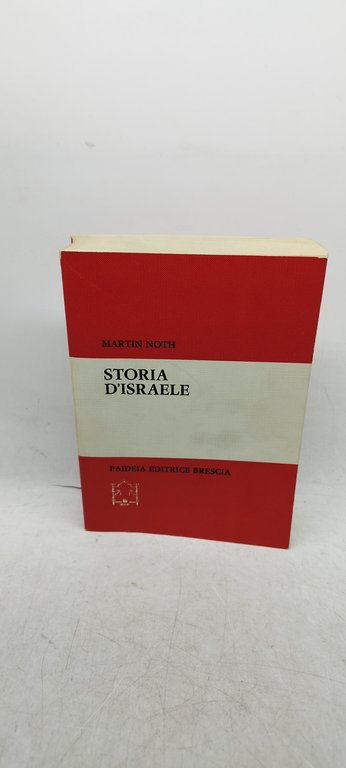 MARTIN NOTH
STORIA
D'ISRAELE
PAIDEIA EDITRICE BRESCIA